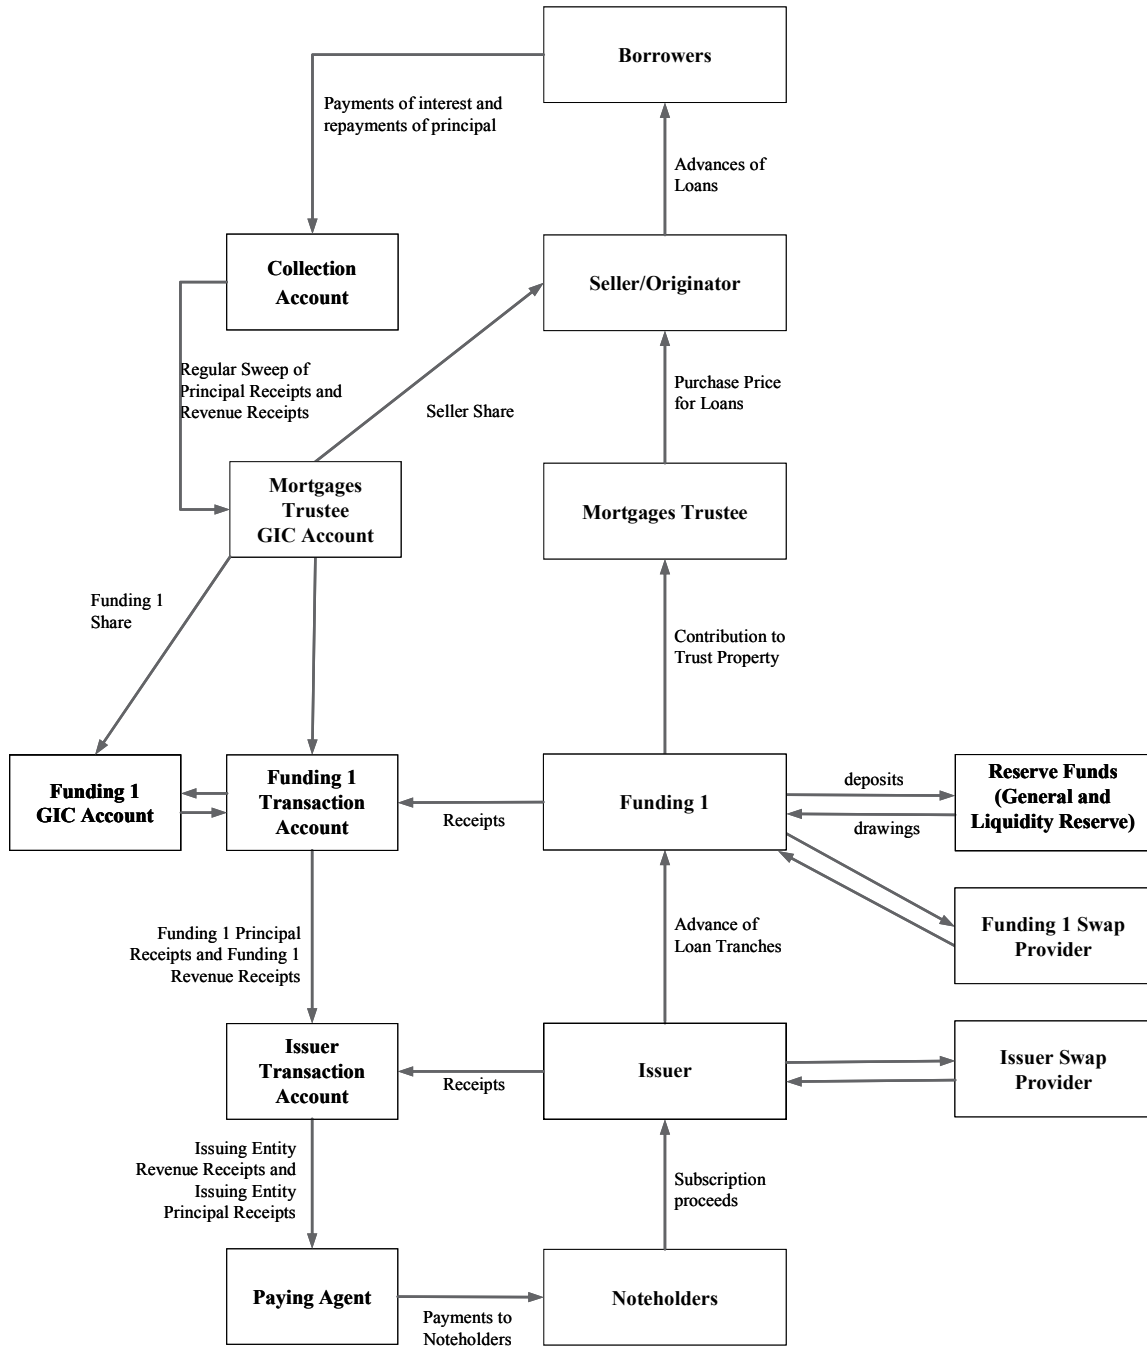 Borrowers
Payments of interest and
repayments of principal
Advances of
Loans
Collection
Account
Seller/Originator
Regular Sweep of
Principal Receipts and
Revenue Receipts
Seller Share
Purchase Price
for Loans
Mortgages
Trustee
GIC Account
Mortgages Trustee
Funding 1
Share
Contribution to
Trust Property
Funding 1
GIC Account
Funding 1
Transaction
Account
Receipts
Funding 1
deposits
drawings
Reserve Funds
(General and
Liquidity Reserve)
Funding 1 Principal
Receipts and Funding 1
Revenue Receipts
Advance of
Loan Tranches
Funding 1 Swap
Provider
Issuer
Transaction
Account
Receipts
Issuer
Issuer Swap
Provider
Issuing Entity
Revenue Receipts and
Issuing Entity
Principal Receipts
Subscription
proceeds
Paying Agent
Payments to
Noteholders
Noteholders